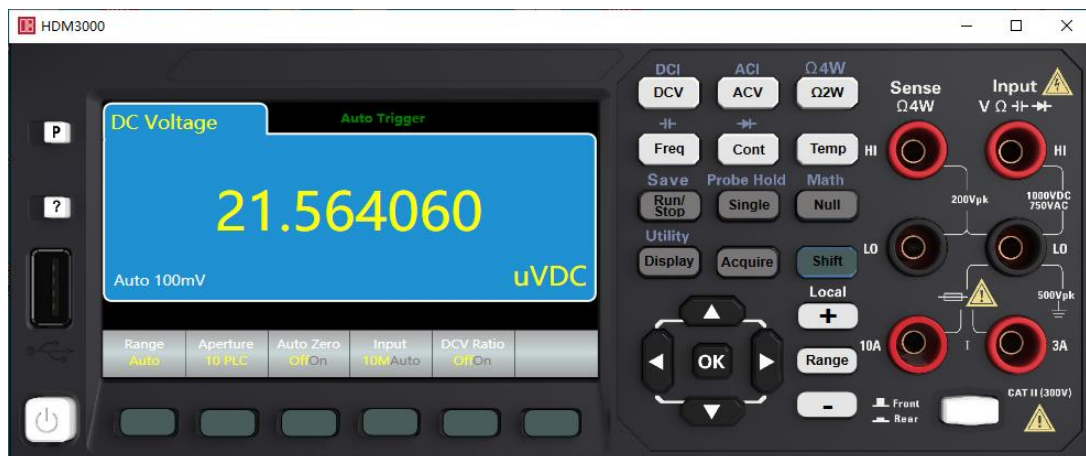 HDM3000
P
?
DC Voltage
Auto Trigger
21.564060
Auto 100mV
uVDC
Range
Auto
Aperture
10 PLC
Auto Zero
OffOn
Input
10MAuto
DCV Ratio
OffOn
DCI
ACI
Ω4W
DCV
ACV
Ω2W
Freq
Cont
Temp
Save
Probe Hold
Math
Run/
Stop
Single
Null
Utility
Display
Acquire
Shift
Local
+
OK
Range
-
Sense
Ω4W
Input
V Ω
HI
HI
200Vpk
1000VDC
750VAC
LO
LO
500Vpk
10A
I
3A
CAT II (300V)
Front
Rear